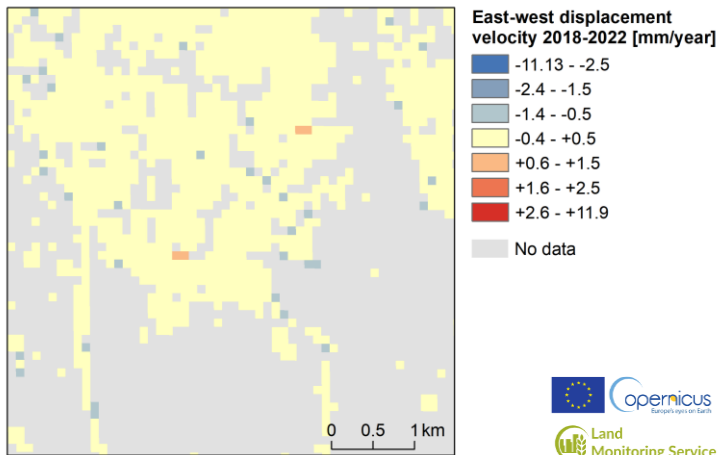 East-west displacement
velocity 2018-2022 [mm/year]
-11.13 - -2.5
-2.4 - -1.5
-1.4 - -0.5
-0.4 - +0.5
+0.6 - +1.5
+1.6 - +2.5
+2.6 - +11.9
No data
0 0.5 1 km
opernicus
Europe's eyes on Earth
Land
Monitoring Service